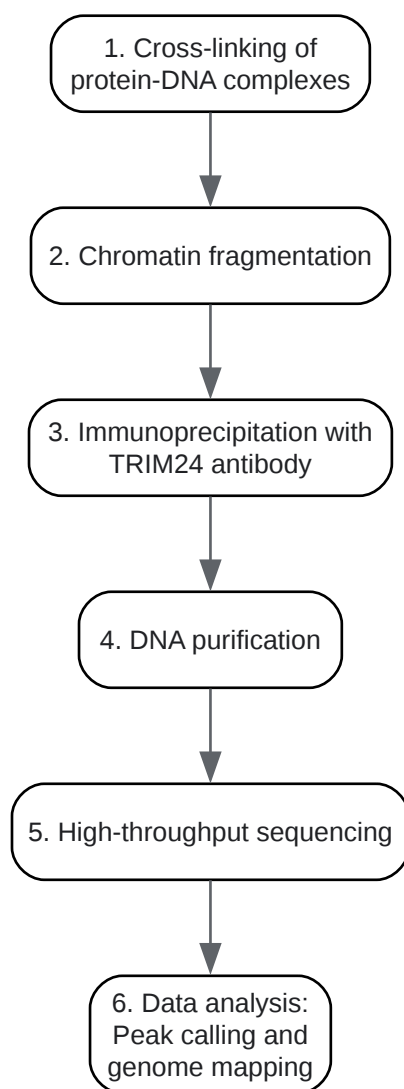 1. Cross-linking of
protein-DNA complexes
2. Chromatin fragmentation
3. Immunoprecipitation with
TRIM24 antibody
4. DNA purification
5. High-throughput sequencing
6. Data analysis:
Peak calling and
genome mapping